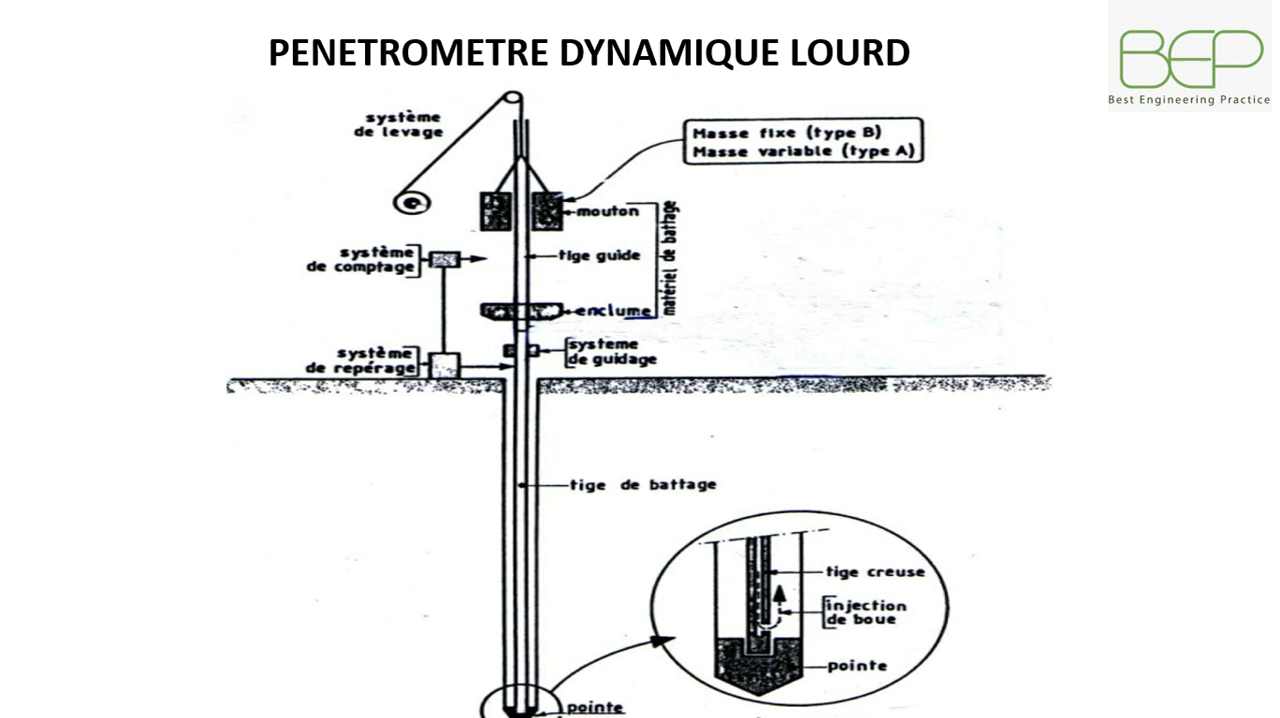 PENETROMETRE DYNAMIQUE LOURD
BEP
Best Engineering Practice
système
de levage
Masse fixe (type B)
Masse variable (type A)
mouton
matériel de battage
système
de comptage
tige guide
enclume
systeme
de guidage
système
de repérage
tige de battage
tige creuse
injection
de boue
pointe
pointe